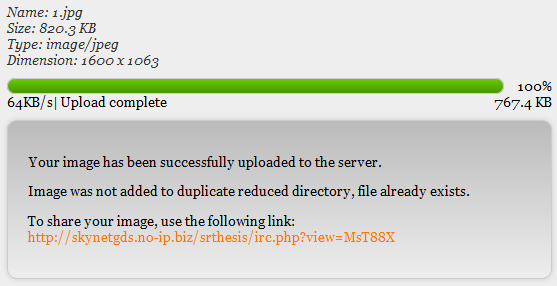 Name: 1.jpg
Size: 820.3 KB
Type: image/jpeg
Dimension: 1600 x 1063
100%
64KB/s| Upload complete 767.4 KB
Your image has been successfully uploaded to the server.
Image was not added to duplicate reduced directory, file already exists.
To share your image, use the following link:
http://skynetgds.no-ip.biz/srthesis/irc.php?view=MsT88X